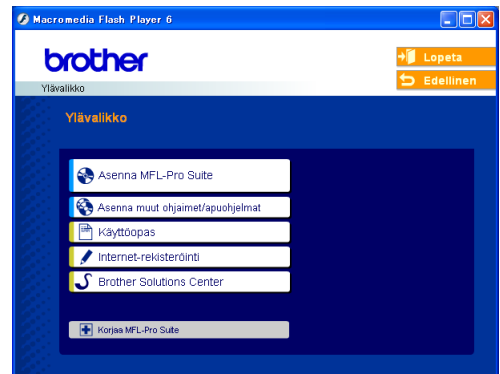 Macromedia Flash Player 6
brother
Lopeta
Edellinen
Ylävalikko
Ylävalikko
Asenna MFL-Pro Suite
Asenna muut ohjaimet/apuohjelmat
Käyttöopas
Internet-rekisteröinti
Brother Solutions Center
Korjaa MFL-Pro Suite